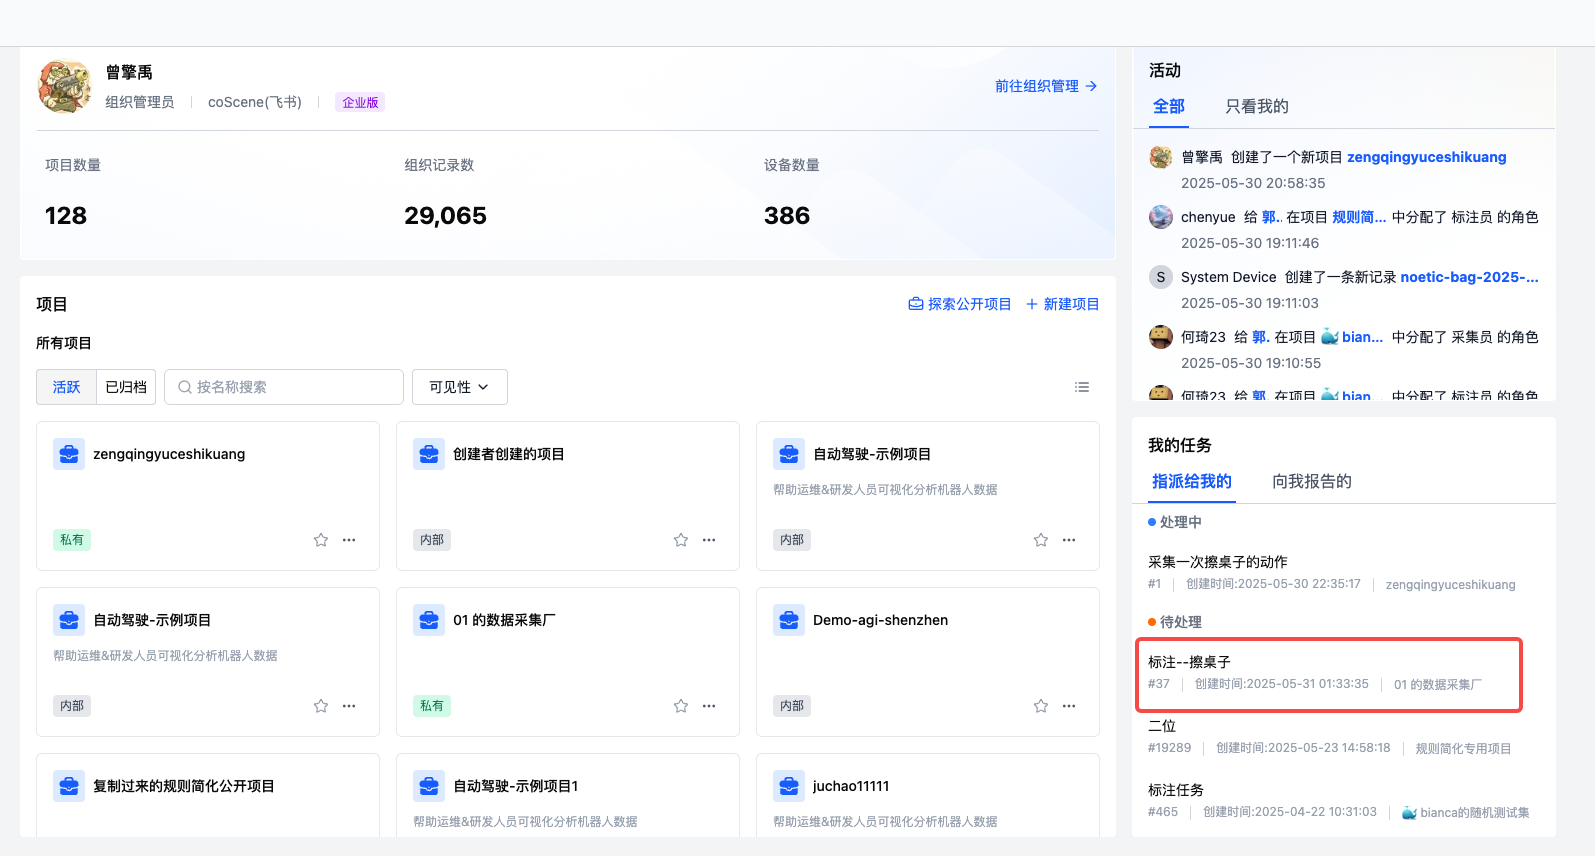 曾擎禹
组织管理员
coScene(飞书)
企业版
前往组织管理
项目数量
组织记录数
设备数量
128
29,065
386
项目
探索公开项目
新建项目
所有项目
活跃
已归档
按名称搜索
可见性
zengqingyuceshikuang
私有
创建者创建的项目
内部
自动驾驶-示例项目
帮助运维&研发人员可视化分析机器人数据
内部
自动驾驶-示例项目
帮助运维&研发人员可视化分析机器人数据
内部
01 的数据采集厂
私有
Demo-agi-shenzhen
内部
复制过来的规则简化公开项目
自动驾驶-示例项目1
帮助运维&研发人员可视化分析机器人数据
juchao11111
帮助运维&研发人员可视化分析机器人数据
活动
全部
只看我的
曾擎禹 创建了一个新项目 zengqingyuceshikuang
2025-05-30 20:58:35
chenyue 给 郭.. 在项目 规则简... 中分配了 标注员 的角色
2025-05-30 19:11:46
S
System Device 创建了一条新记录 noetic-bag-2025-...
2025-05-30 19:11:03
何琦23 给 郭. 在项目 bian... 中分配了 采集员 的角色
2025-05-30 19:10:55
何琦23 给 郭. 在项目 bian... 中分配了 标注员 的角色
我的任务
指派给我的
向我报告的
处理中
采集一次擦桌子的动作
#1 创建时间:2025-05-30 22:35:17 zengqingyuceshikuang
待处理
标注--擦桌子
#37 创建时间:2025-05-31 01:33:35 01 的数据采集厂
二位
#19289 创建时间:2025-05-23 14:58:18 规则简化专用项目
标注任务
#465 创建时间:2025-04-22 10:31:03 bianca的随机测试集